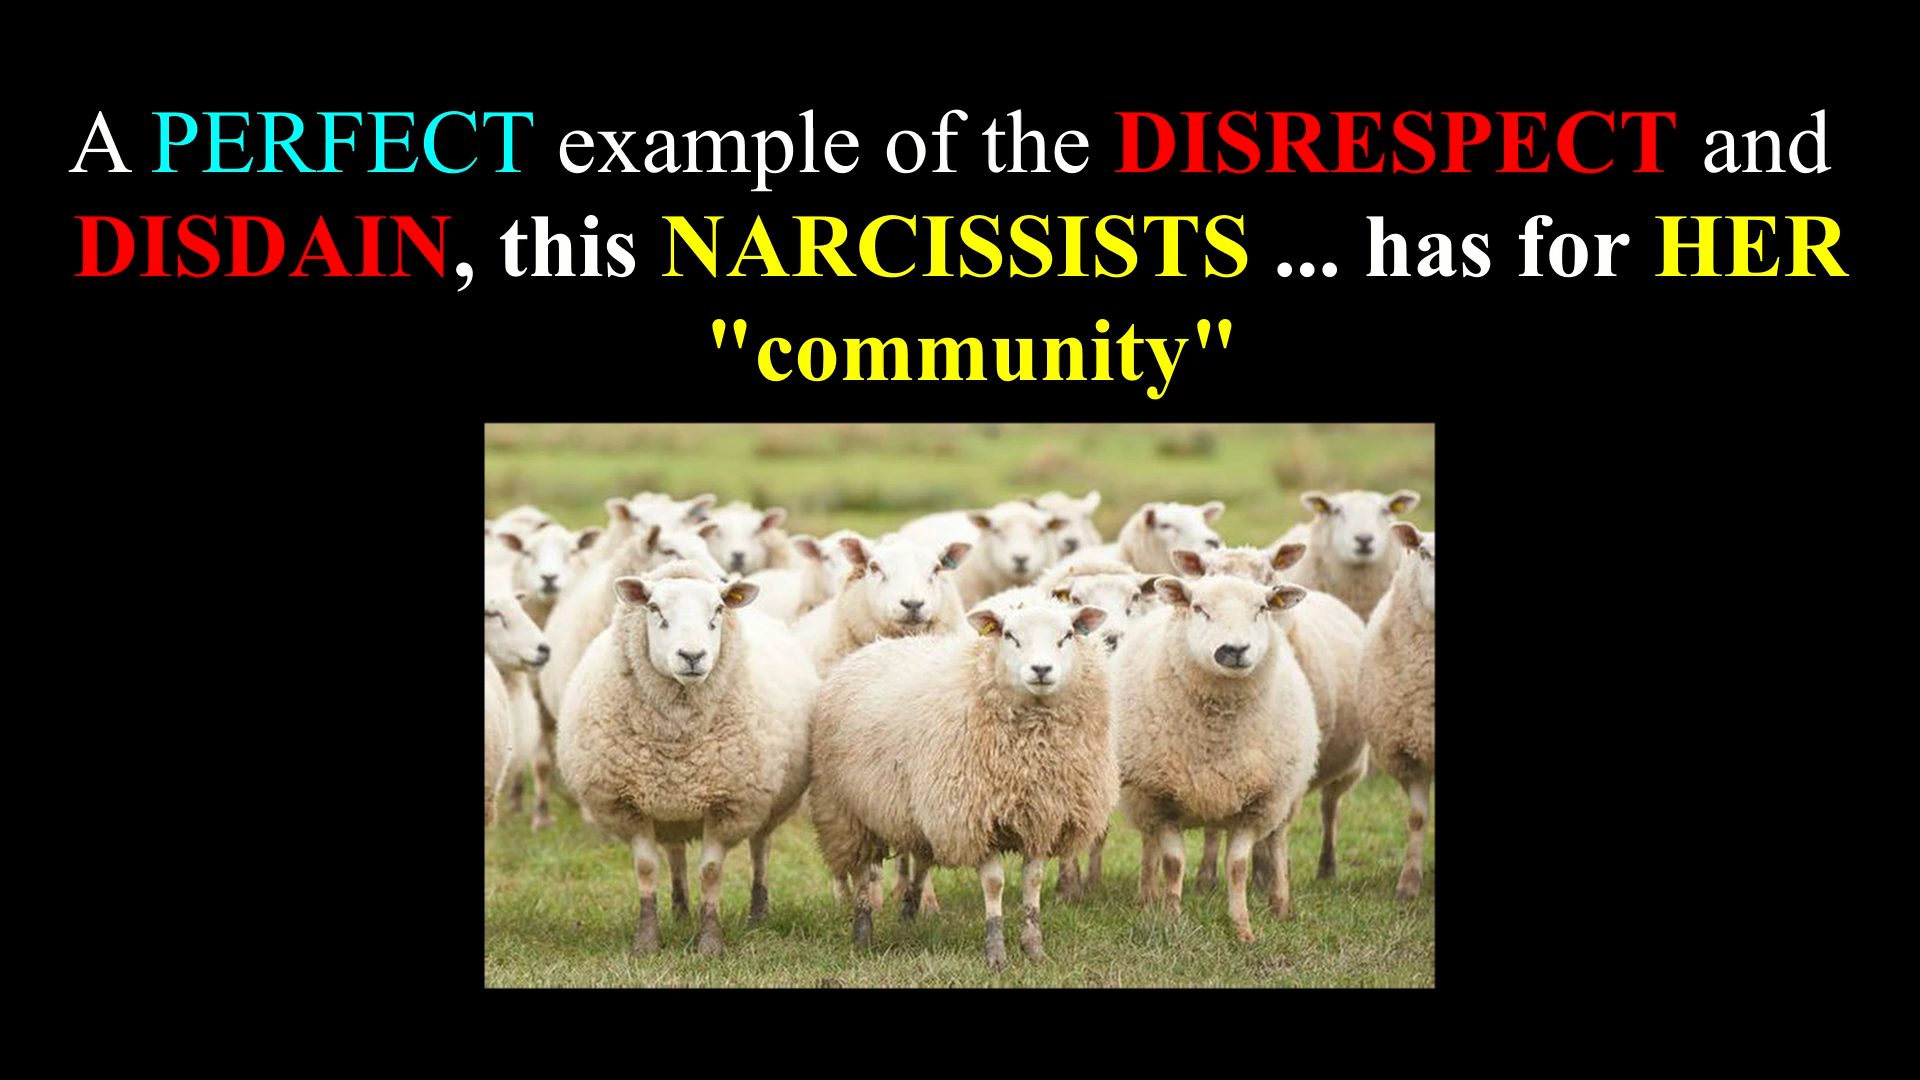 A PERFECT example of the DISRESPECT and
DISDAIN, this NARCISSISTS ... has for HER
"community"